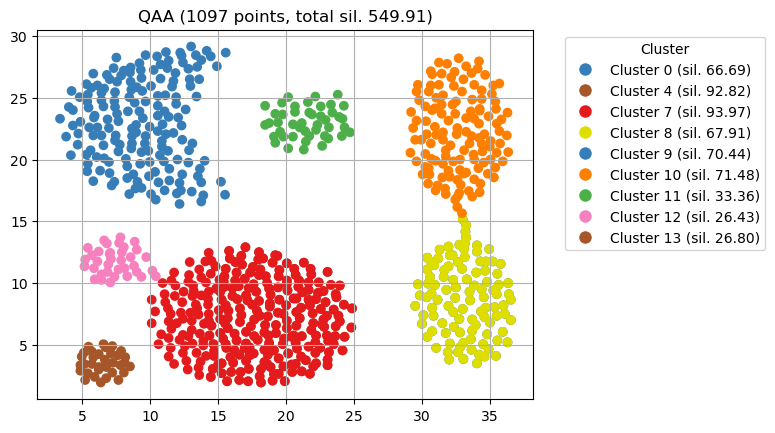 QAA (1097 points, total sil. 549.91)
30
25
20
15
10
5
5
10
15
20
25
30
35
Cluster
Cluster 0 (sil. 66.69)
Cluster 4 (sil. 92.82)
Cluster 7 (sil. 93.97)
Cluster 8 (sil. 67.91)
Cluster 9 (sil. 70.44)
Cluster 10 (sil. 71.48)
Cluster 11 (sil. 33.36)
Cluster 12 (sil. 26.43)
Cluster 13 (sil. 26.80)